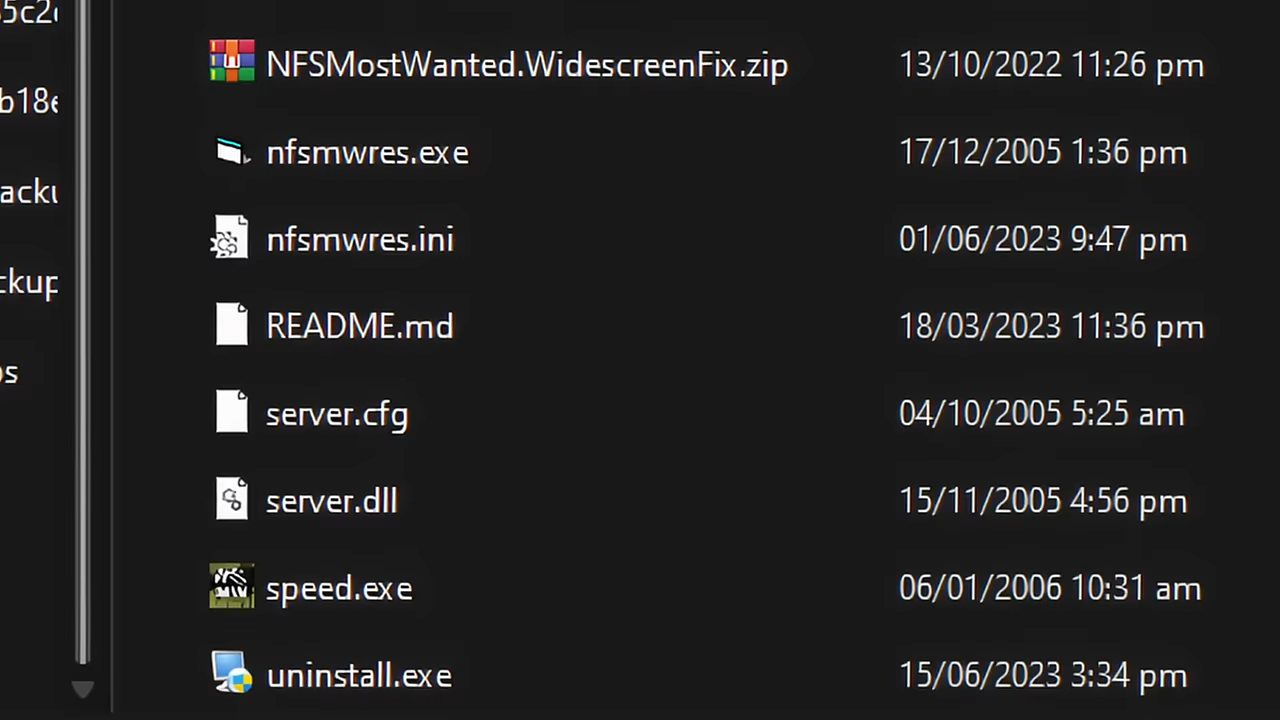 NFSMostWanted.WidescreenFix.zip 13/10/2022 11:26 pm
nfsmwres.exe 17/12/2005 1:36 pm
nfsmwres.ini 01/06/2023 9:47 pm
README.md 18/03/2023 11:36 pm
server.cfg 04/10/2005 5:25 am
server.dll 15/11/2005 4:56 pm
speed.exe 06/01/2006 10:31 am
uninstall.exe 15/06/2023 3:34 pm